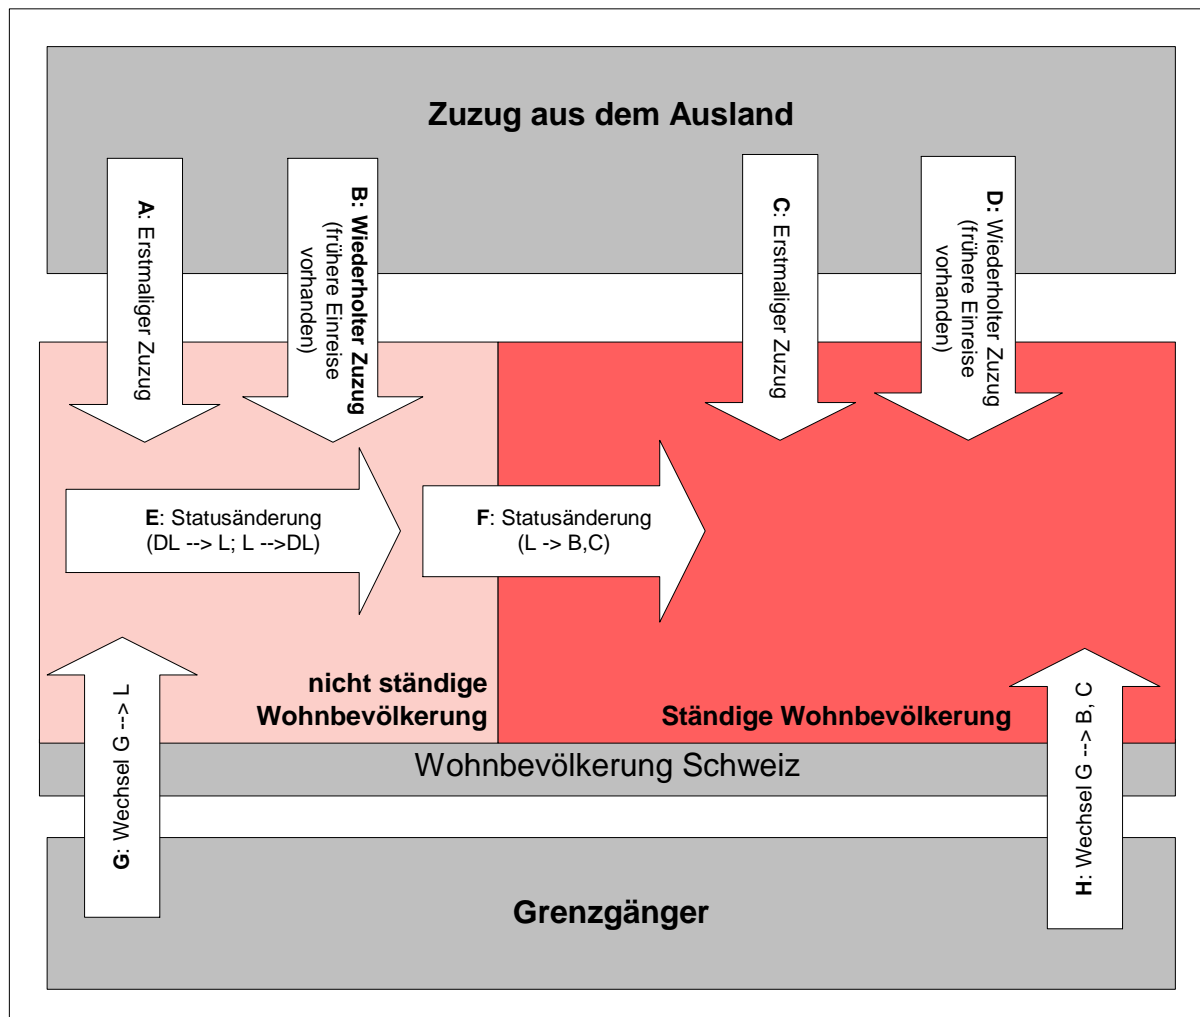 Zuzug aus dem Ausland
A: Erstmaliger Zuzug
B: Wiederholter Zuzug
(frühere Einreise
vorhanden)
C: Erstmaliger Zuzug
D: Wiederholter Zuzug
(frühere Einreise
vorhanden)
E: Statusänderung
(DL --> L; L -->DL)
F: Statusänderung
(L -> B,C)
nicht ständige
Wohnbevölkerung
Ständige Wohnbevölkerung
Wohnbevölkerung Schweiz
G: Wechsel G --> L
H: Wechsel G --> B, C
Grenzgänger